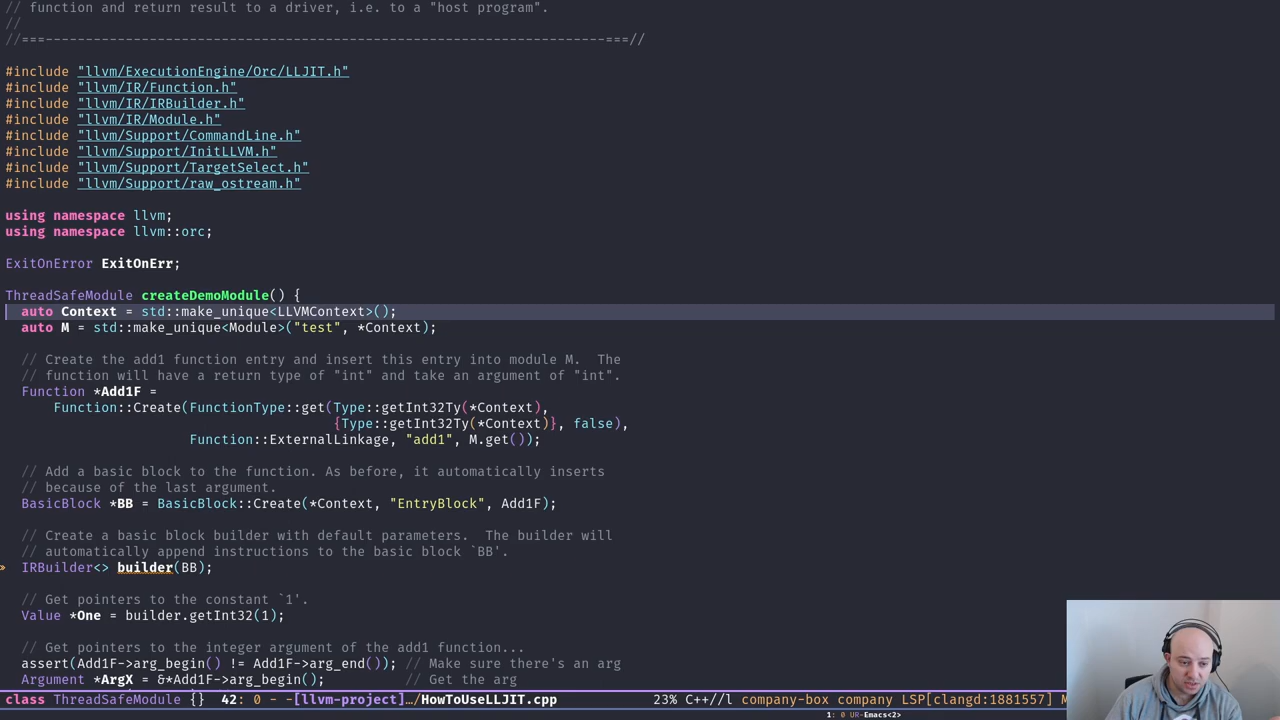 // function and return result to a driver, i.e. to a "host program".
//
//===----------------------------------------------------------------------===//

#include "llvm/ExecutionEngine/Orc/LLJIT.h"
#include "llvm/IR/Function.h"
#include "llvm/IR/IRBuilder.h"
#include "llvm/IR/Module.h"
#include "llvm/Support/CommandLine.h"
#include "llvm/Support/InitLLVM.h"
#include "llvm/Support/TargetSelect.h"
#include "llvm/Support/raw_ostream.h"

using namespace llvm;
using namespace llvm::orc;

ExitOnError ExitOnErr;

ThreadSafeModule createDemoModule() {
  auto Context = std::make_unique<LLVMContext>();
  auto M = std::make_unique<Module>("test", *Context);

  // Create the add1 function entry and insert this entry into module M.  The
  // function will have a return type of "int" and take an argument of "int".
  Function *Add1F =
      Function::Create(FunctionType::get(Type::getInt32Ty(*Context),
                                         {Type::getInt32Ty(*Context)}, false),
                       Function::ExternalLinkage, "add1", M.get());

  // Add a basic block to the function. As before, it automatically inserts
  // because of the last argument.
  BasicBlock *BB = BasicBlock::Create(*Context, "EntryBlock", Add1F);

  // Create a basic block builder with default parameters.  The builder will
  // automatically append instructions to the basic block `BB'.
» IRBuilder<> builder(BB);

  // Get pointers to the constant `1'.
  Value *One = builder.getInt32(1);

  // Get pointers to the integer argument of the add1 function...
  assert(Add1F->arg_begin() != Add1F->arg_end()); // Make sure there's an arg
  Argument *ArgX = &*Add1F->arg_begin();          // Get the arg
class ThreadSafeModule {}  42: 0 - -[llvm-project]…/HowToUseLLJIT.cpp 23% C++//l company-box company LSP[clangd:1881557] M
1: 0 UR-Emacs<2>